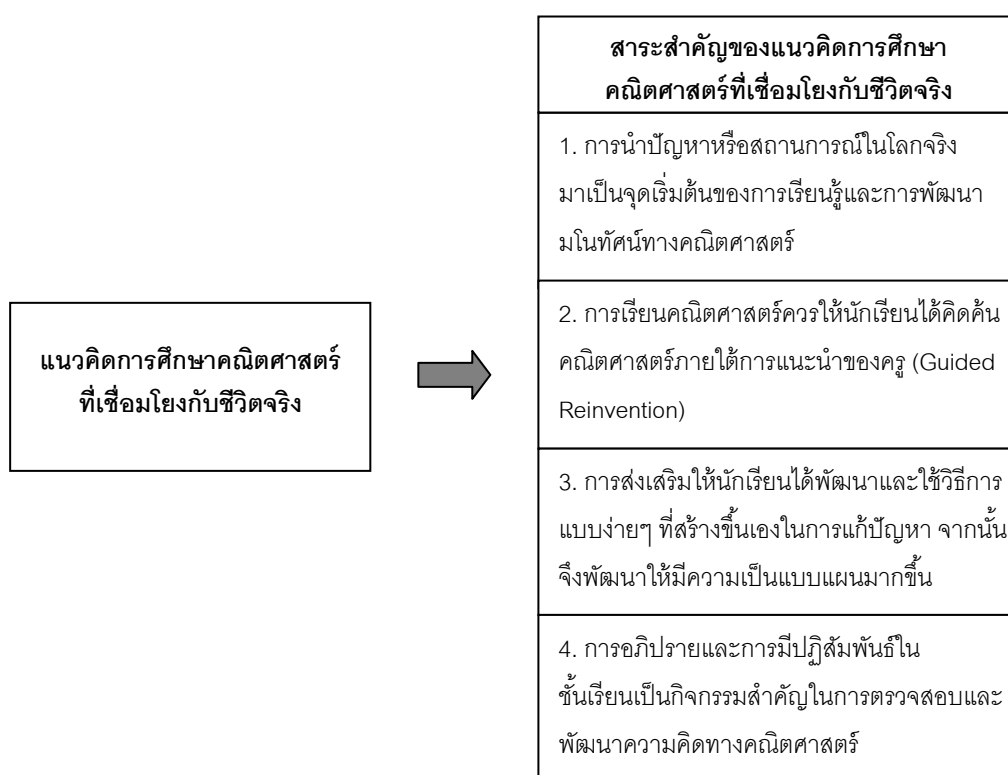 แนวคิดการศึกษาคณิตศาสตร์
ที่เชื่อมโยงกับชีวิตจริง
สาระสำคัญของแนวคิดการศึกษา
คณิตศาสตร์ที่เชื่อมโยงกับชีวิตจริง
1. การนำปัญหาหรือสถานการณ์ในโลกจริง
มาเป็นจุดเริ่มต้นของการเรียนรู้และการพัฒนา
มโนทัศน์ทางคณิตศาสตร์
2. การเรียนคณิตศาสตร์ควรให้นักเรียนได้คิดค้น
คณิตศาสตร์ภายใต้การแนะนำของครู (Guided
Reinvention)
3. การส่งเสริมให้นักเรียนได้พัฒนาและใช้วิธีการ
แบบง่ายๆ ที่สร้างขึ้นเองในการแก้ปัญหา จากนั้น
จึงพัฒนาให้มีความเป็นแบบแผนมากขึ้น
4. การอภิปรายและการมีปฏิสัมพันธ์ใน
ชั้นเรียนเป็นกิจกรรมสำคัญในการตรวจสอบและ
พัฒนาความคิดทางคณิตศาสตร์